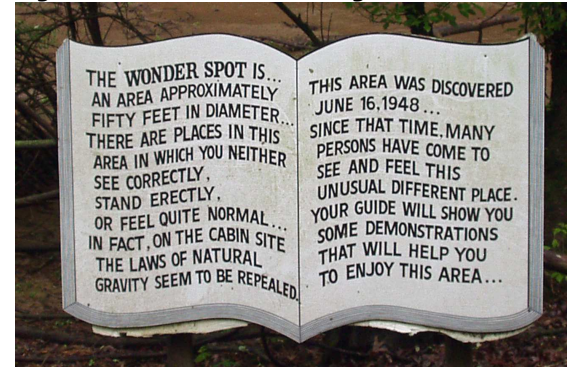 THE WONDER SPOT IS...
AN AREA APPROXIMATELY
FIFTY FEET IN DIAMETER...
THERE ARE PLACES IN THIS
AREA IN WHICH YOU NEITHER
SEE CORRECTLY,
STAND ERECTLY,
OR FEEL QUITE NORMAL...
IN FACT, ON THE CABIN SITE
THE LAWS OF NATURAL
GRAVITY SEEM TO BE REPEALED.
THIS AREA WAS DISCOVERED
JUNE 16, 1948...
SINCE THAT TIME, MANY
PERSONS HAVE COME TO
SEE AND FEEL THIS
UNUSUAL DIFFERENT PLACE.
YOUR GUIDE WILL SHOW YOU
SOME DEMONSTRATIONS
THAT WILL HELP YOU
TO ENJOY THIS AREA...